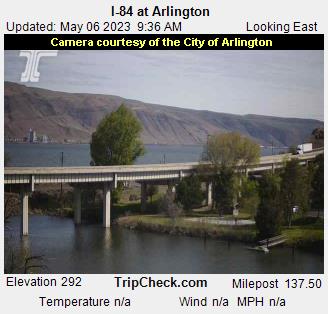 I-84 at Arlington
Updated: May 06 2023 9:36 AM Looking East
Camera courtesy of the City of Arlington
Elevation 292 TripCheck.com Milepost 137.50
Temperature n/a Wind n/a MPH n/a